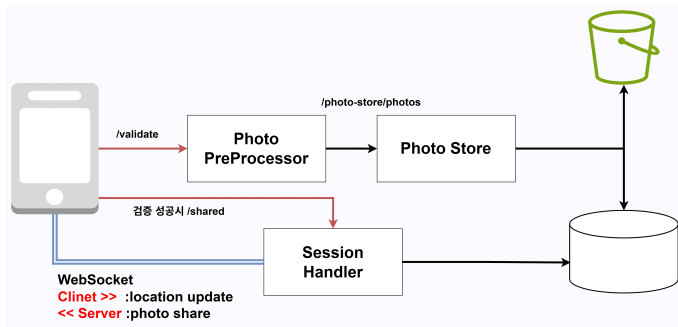 /photo-store/photos
/validate
Photo
PreProcessor
Photo Store
검증 성공시 /shared
Session
Handler
WebSocket
Clinet >> :location update
<< Server :photo share